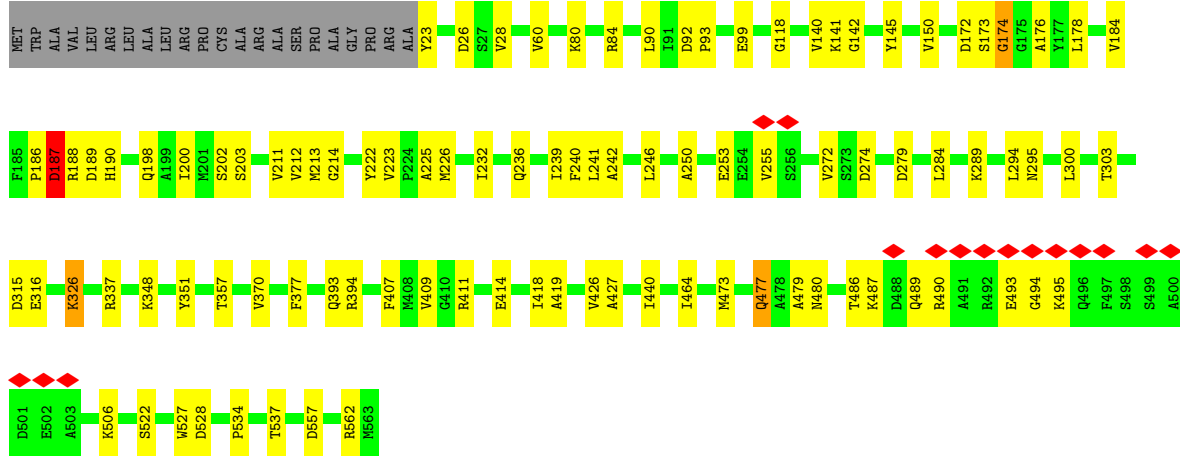 MET TRP ALA VAL LEU ARG LEU ALA LEU ARG PRO CYS ALA ARG ALA SER PRO ALA GLY PRO ARG ALA Y23 D26 S27 V28 V60 K80 R84 L90 I91 D92 P93 E99 G118 V140 K141 G142 Y145 V150 D172 S173 G174 G175 A176 Y177 L178 V184
F185 P186 D187 R188 D189 H190 Q198 A199 I200 M201 S202 S203 V211 V212 M213 G214 Y222 V223 P224 A225 M226 I232 Q236 I239 F240 L241 A242 L246 A250 E253 E254 V255 S256 V272 S273 D274 D279 L284 K289 L294 N295 L300 T303
D315 E316 K326 R337 K348 Y351 T357 V370 F377 Q393 R394 F407 M408 V409 G410 R411 E414 I418 A419 V426 A427 I440 I464 M473 Q477 A478 A479 N480 T486 K487 D488 Q489 R490 A491 R492 E493 G494 K495 Q496 F497 S498 S499 A500
D501 E502 A503 K506 S522 W527 D528 P534 T537 D557 R562 M563